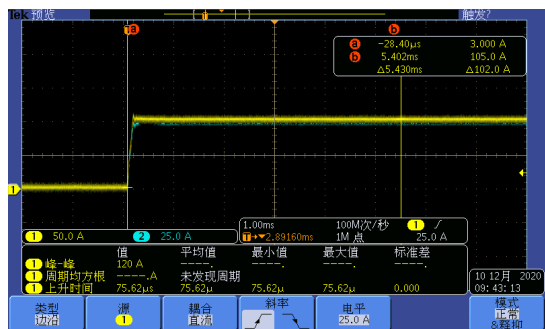 Tek 预览 触发?
a -28.40μs 3.000 A
b 5.402ms 105.0 A
△5.430ms △102.0 A
1 50.0 A 2 25.0 A
1.00ms 100M次/秒 1
T→▼2.89160ms 1M 点 25.0 A
值 平均值 最小值 最大值 标准差
1 峰-峰 120 A ----. ----. ----. ----.
1 周期均方根 ----.A 未发现周期
1 上升时间 75.62μs 75.62μ 75.62μ 75.62μ 0.000
10 12月 2020
09:43:13
类型 边沿
源 1
耦合 直流
斜率
电平 25.0 A
模式 正常 &释抑